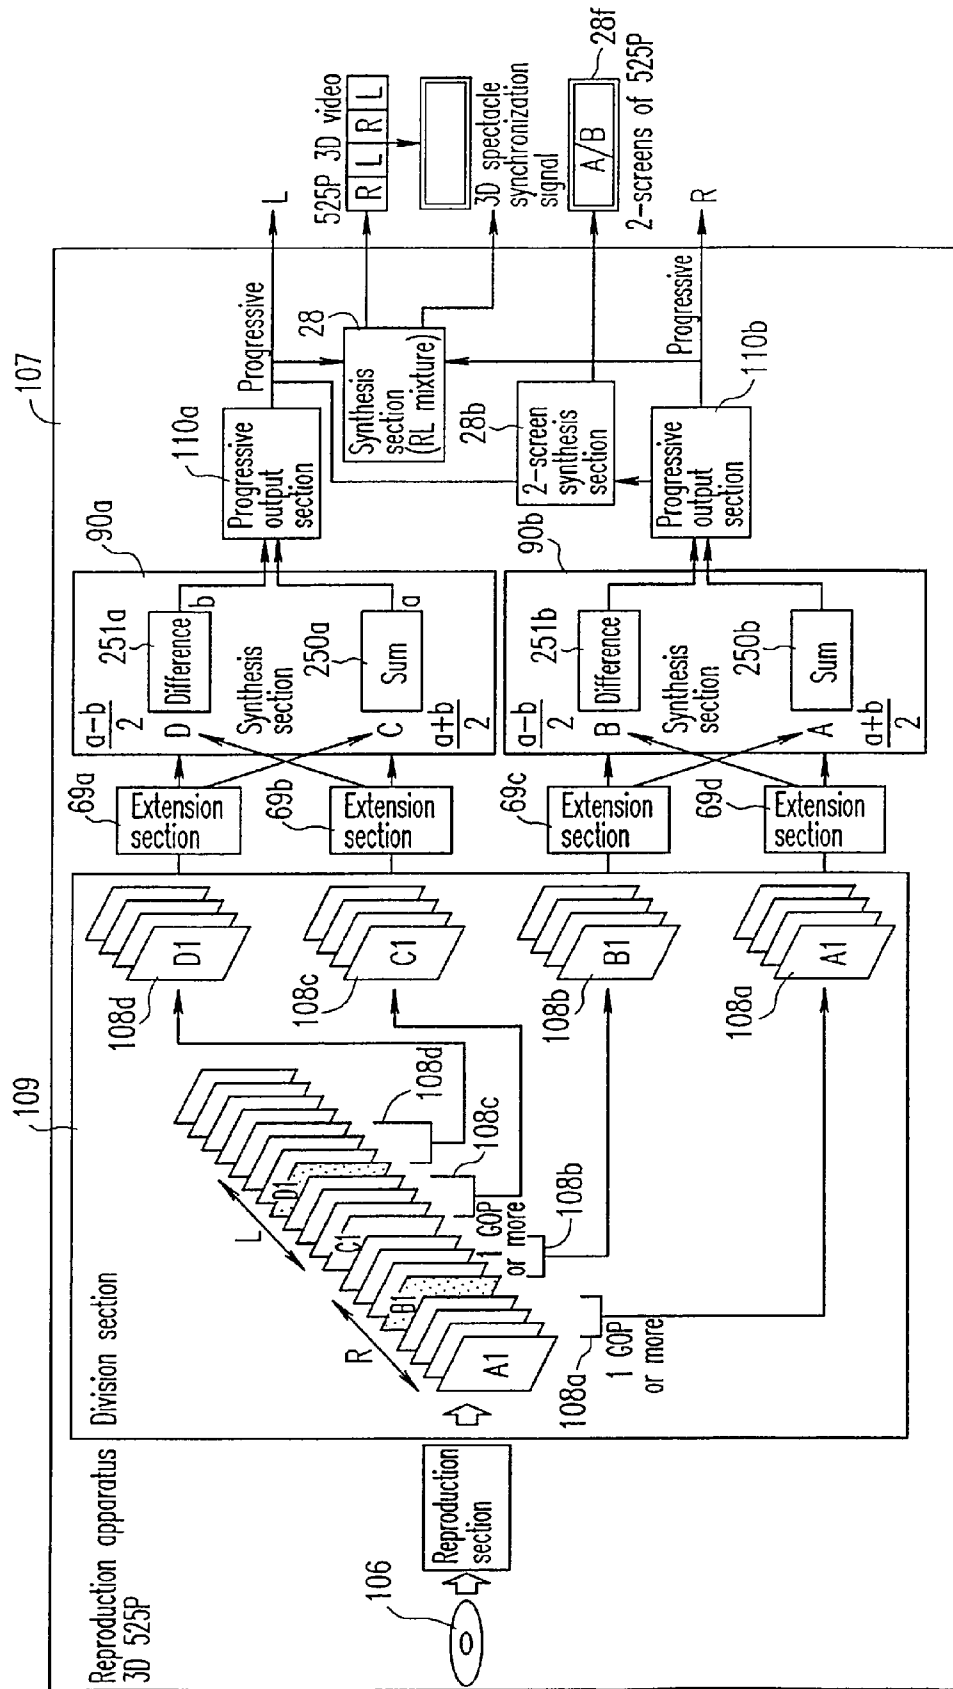 107
Reproduction apparatus
3D 525P
109
Division section
106
Reproduction
section
A1
B1
C1
D1
R
L
108a
1 GOP
or more
108b
1 GOP
or more
108c
108d
108d
D1
108c
C1
108b
B1
108a
A1
69a
Extension
section
69b
Extension
section
69c
Extension
section
69d
Extension
section
90a
a-b
2
D
251a
Difference
b
Synthesis
section
250a
Sum
a
C
a+b
2
90b
a-b
2
B
251b
Difference
Synthesis
section
250b
Sum
A
a+b
2
110a
Progressive
output
section
Progressive
L
28
Synthesis
section
(RL mixture)
28b
2-screen
synthesis
section
110b
Progressive
output
section
Progressive
R
525P 3D video
R L R L
3D spectacle
synchronization
signal
28f
A/B
2-screens of 525P